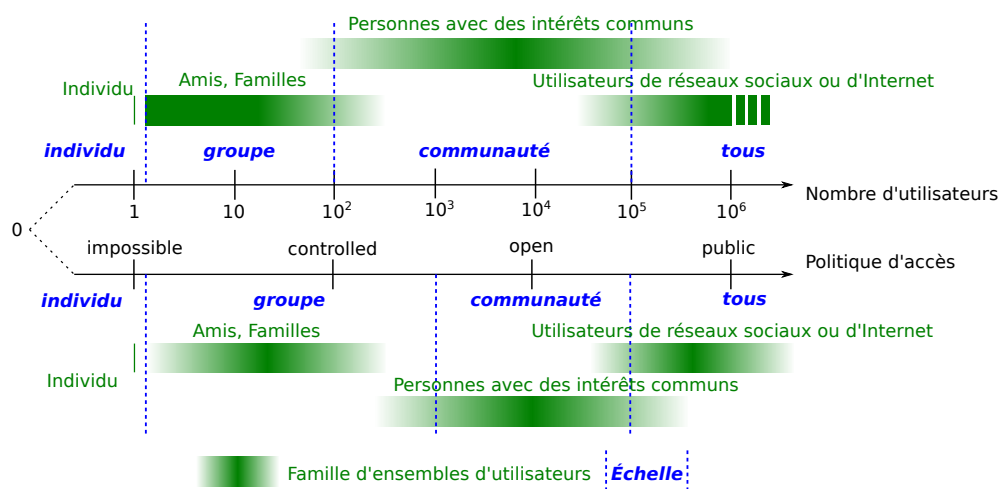 Personnes avec des intérêts communs
Individu
Amis, Familles
Utilisateurs de réseaux sociaux ou d'Internet
individu groupe communauté tous
Nombre d'utilisateurs
1 10 10² 10³ 10⁴ 10⁵ 10⁶
0
impossible controlled open public
Politique d'accès
individu groupe communauté tous
Amis, Familles
Utilisateurs de réseaux sociaux ou d'Internet
Individu
Personnes avec des intérêts communs
Famille d'ensembles d'utilisateurs
Échelle